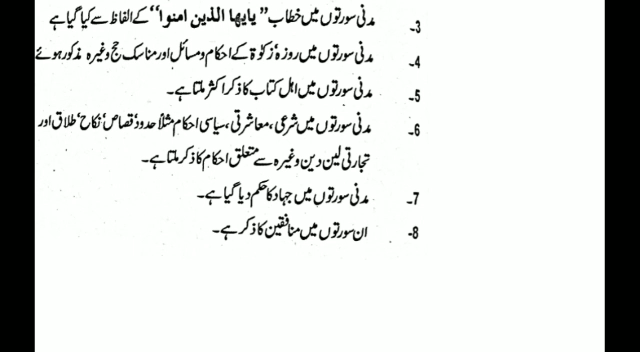 3۔ مدنی سورتوں میں خطاب ”یایها الذین امنوا“ کے الفاظ سے کیا گیا ہے
4۔ مدنی سورتوں میں روزہ، زکوٰۃ کے احکام و مسائل اور مناسک حج وغیرہ مذکور ہوئے
5۔ مدنی سورتوں میں اہل کتاب کا ذکر اکثر ملتا ہے۔
6۔ مدنی سورتوں میں شرعی، معاشرتی، سیاسی احکام مثلاً حدود، قصاص، نکاح، طلاق اور
تجارتی لین دین وغیرہ سے متعلق احکام کا ذکر ملتا ہے۔
7۔ مدنی سورتوں میں جہاد کا حکم دیا گیا ہے۔
8۔ ان سورتوں میں منافقین کا ذکر ہے۔